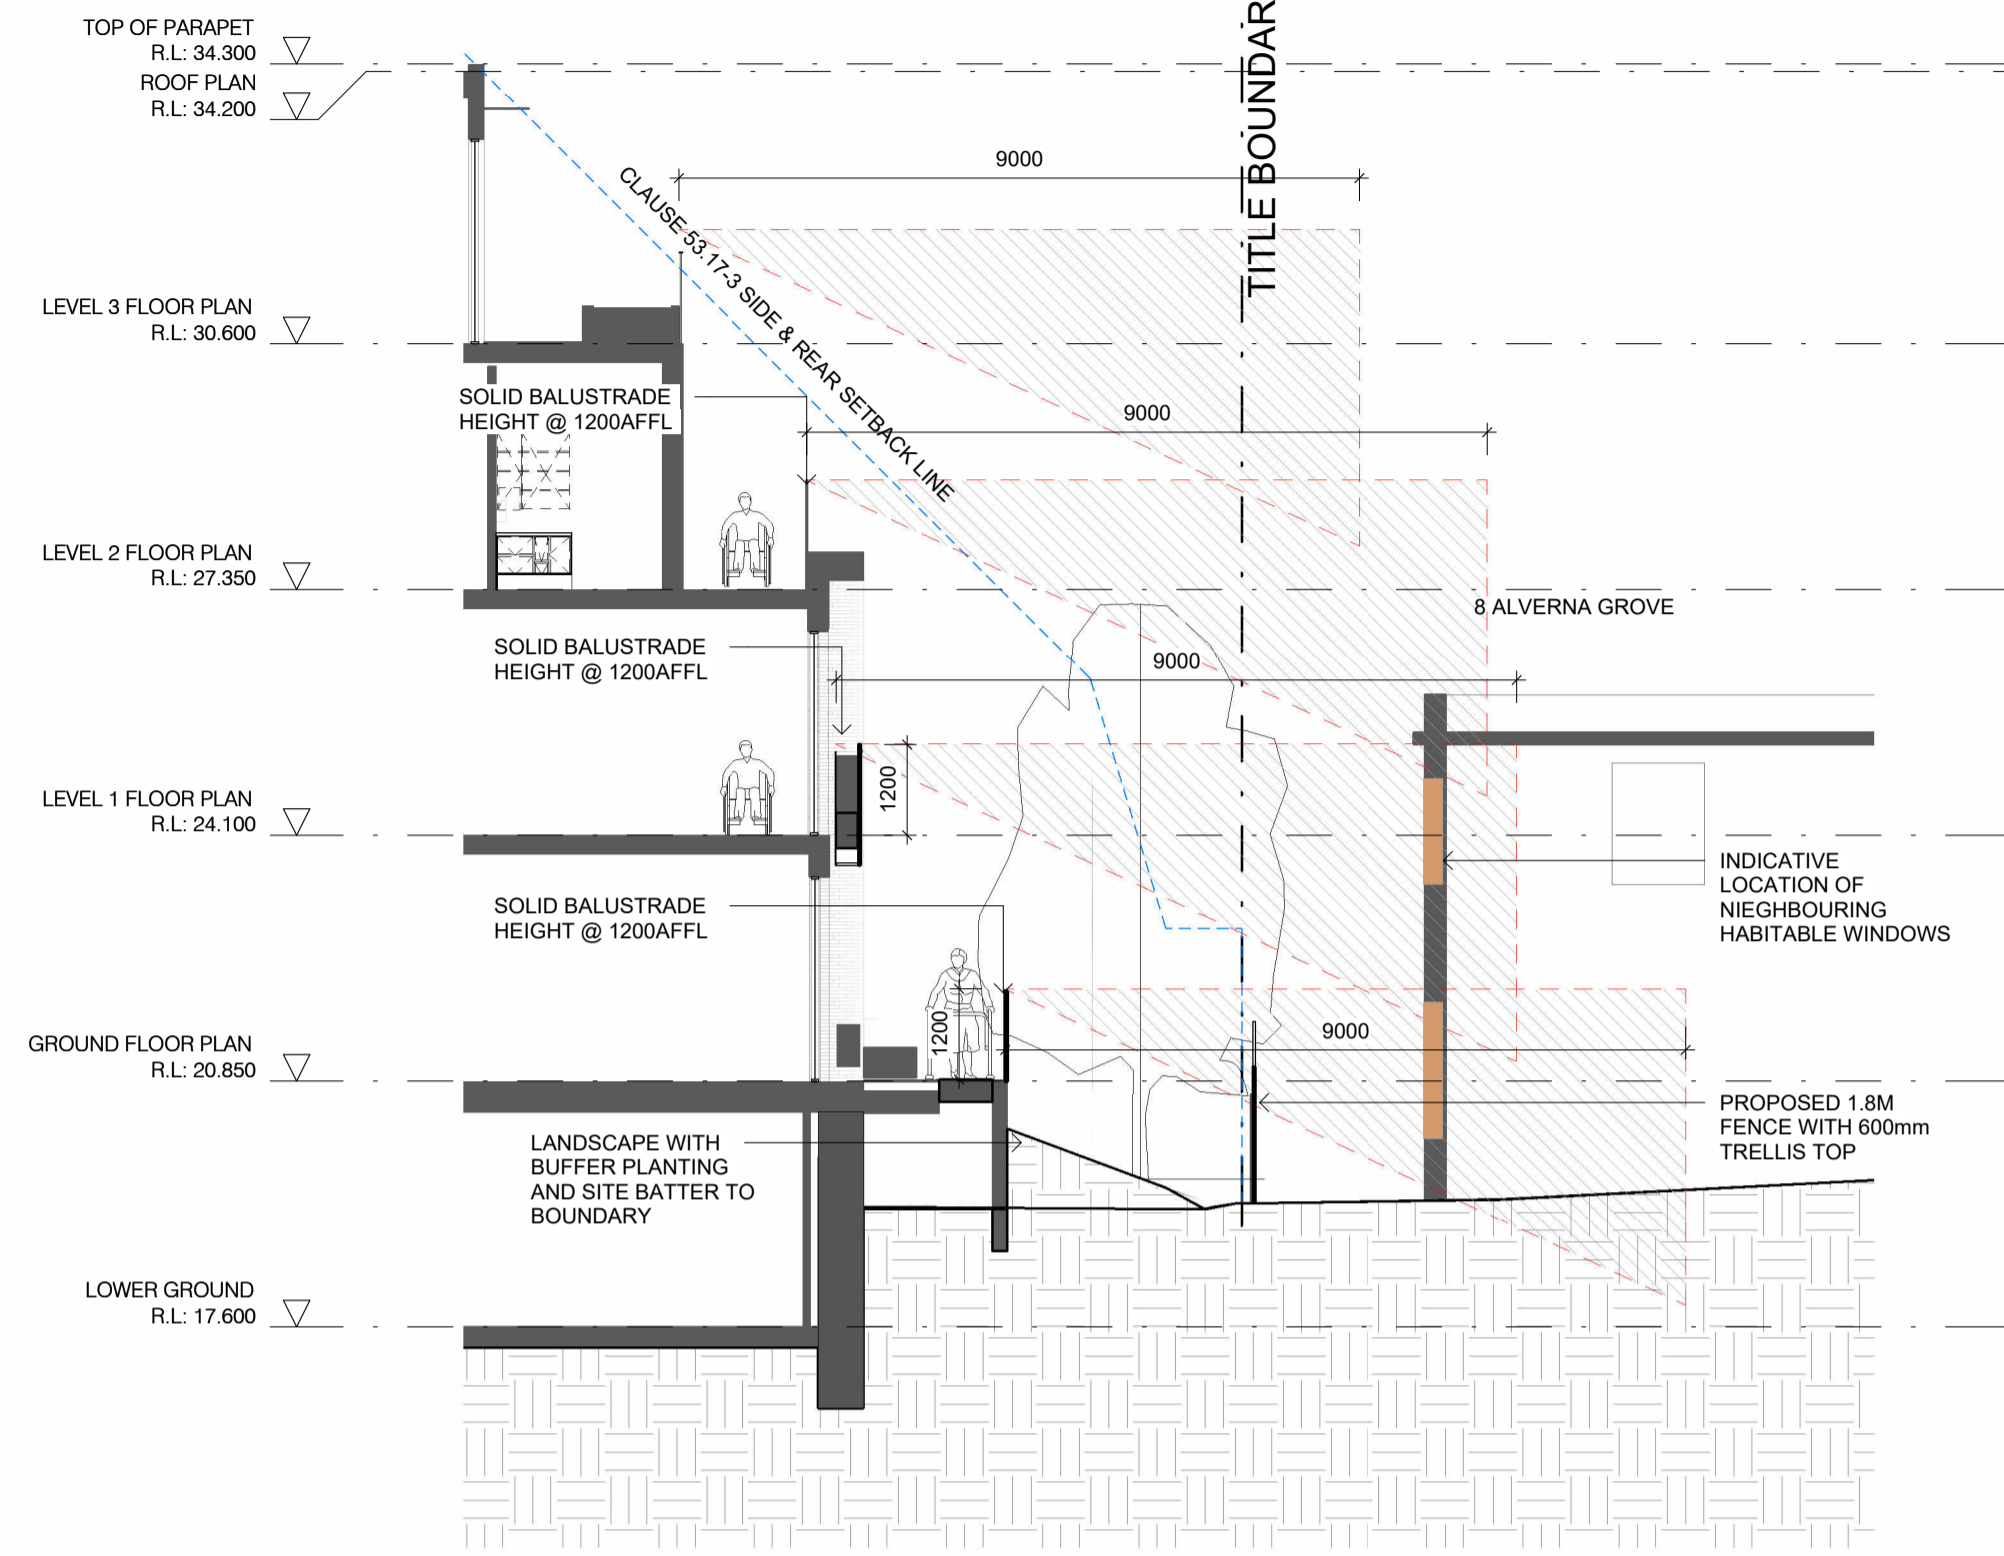 TOP OF PARAPET
R.L: 34.300
ROOF PLAN
R.L: 34.200
9000
TITLE BOUNDAR
CLAUSE 53.17-3 SIDE & REAR SETBACK LINE
LEVEL 3 FLOOR PLAN
R.L: 30.600
SOLID BALUSTRADE
HEIGHT @ 1200AFFL
9000
LEVEL 2 FLOOR PLAN
R.L: 27.350
8 ALVERNA GROVE
SOLID BALUSTRADE
HEIGHT @ 1200AFFL
9000
1200
LEVEL 1 FLOOR PLAN
R.L: 24.100
INDICATIVE
LOCATION OF
NIEGHBOURING
HABITABLE WINDOWS
SOLID BALUSTRADE
HEIGHT @ 1200AFFL
1200
9000
GROUND FLOOR PLAN
R.L: 20.850
PROPOSED 1.8M
FENCE WITH 600mm
TRELLIS TOP
LANDSCAPE WITH
BUFFER PLANTING
AND SITE BATTER TO
BOUNDARY
LOWER GROUND
R.L: 17.600